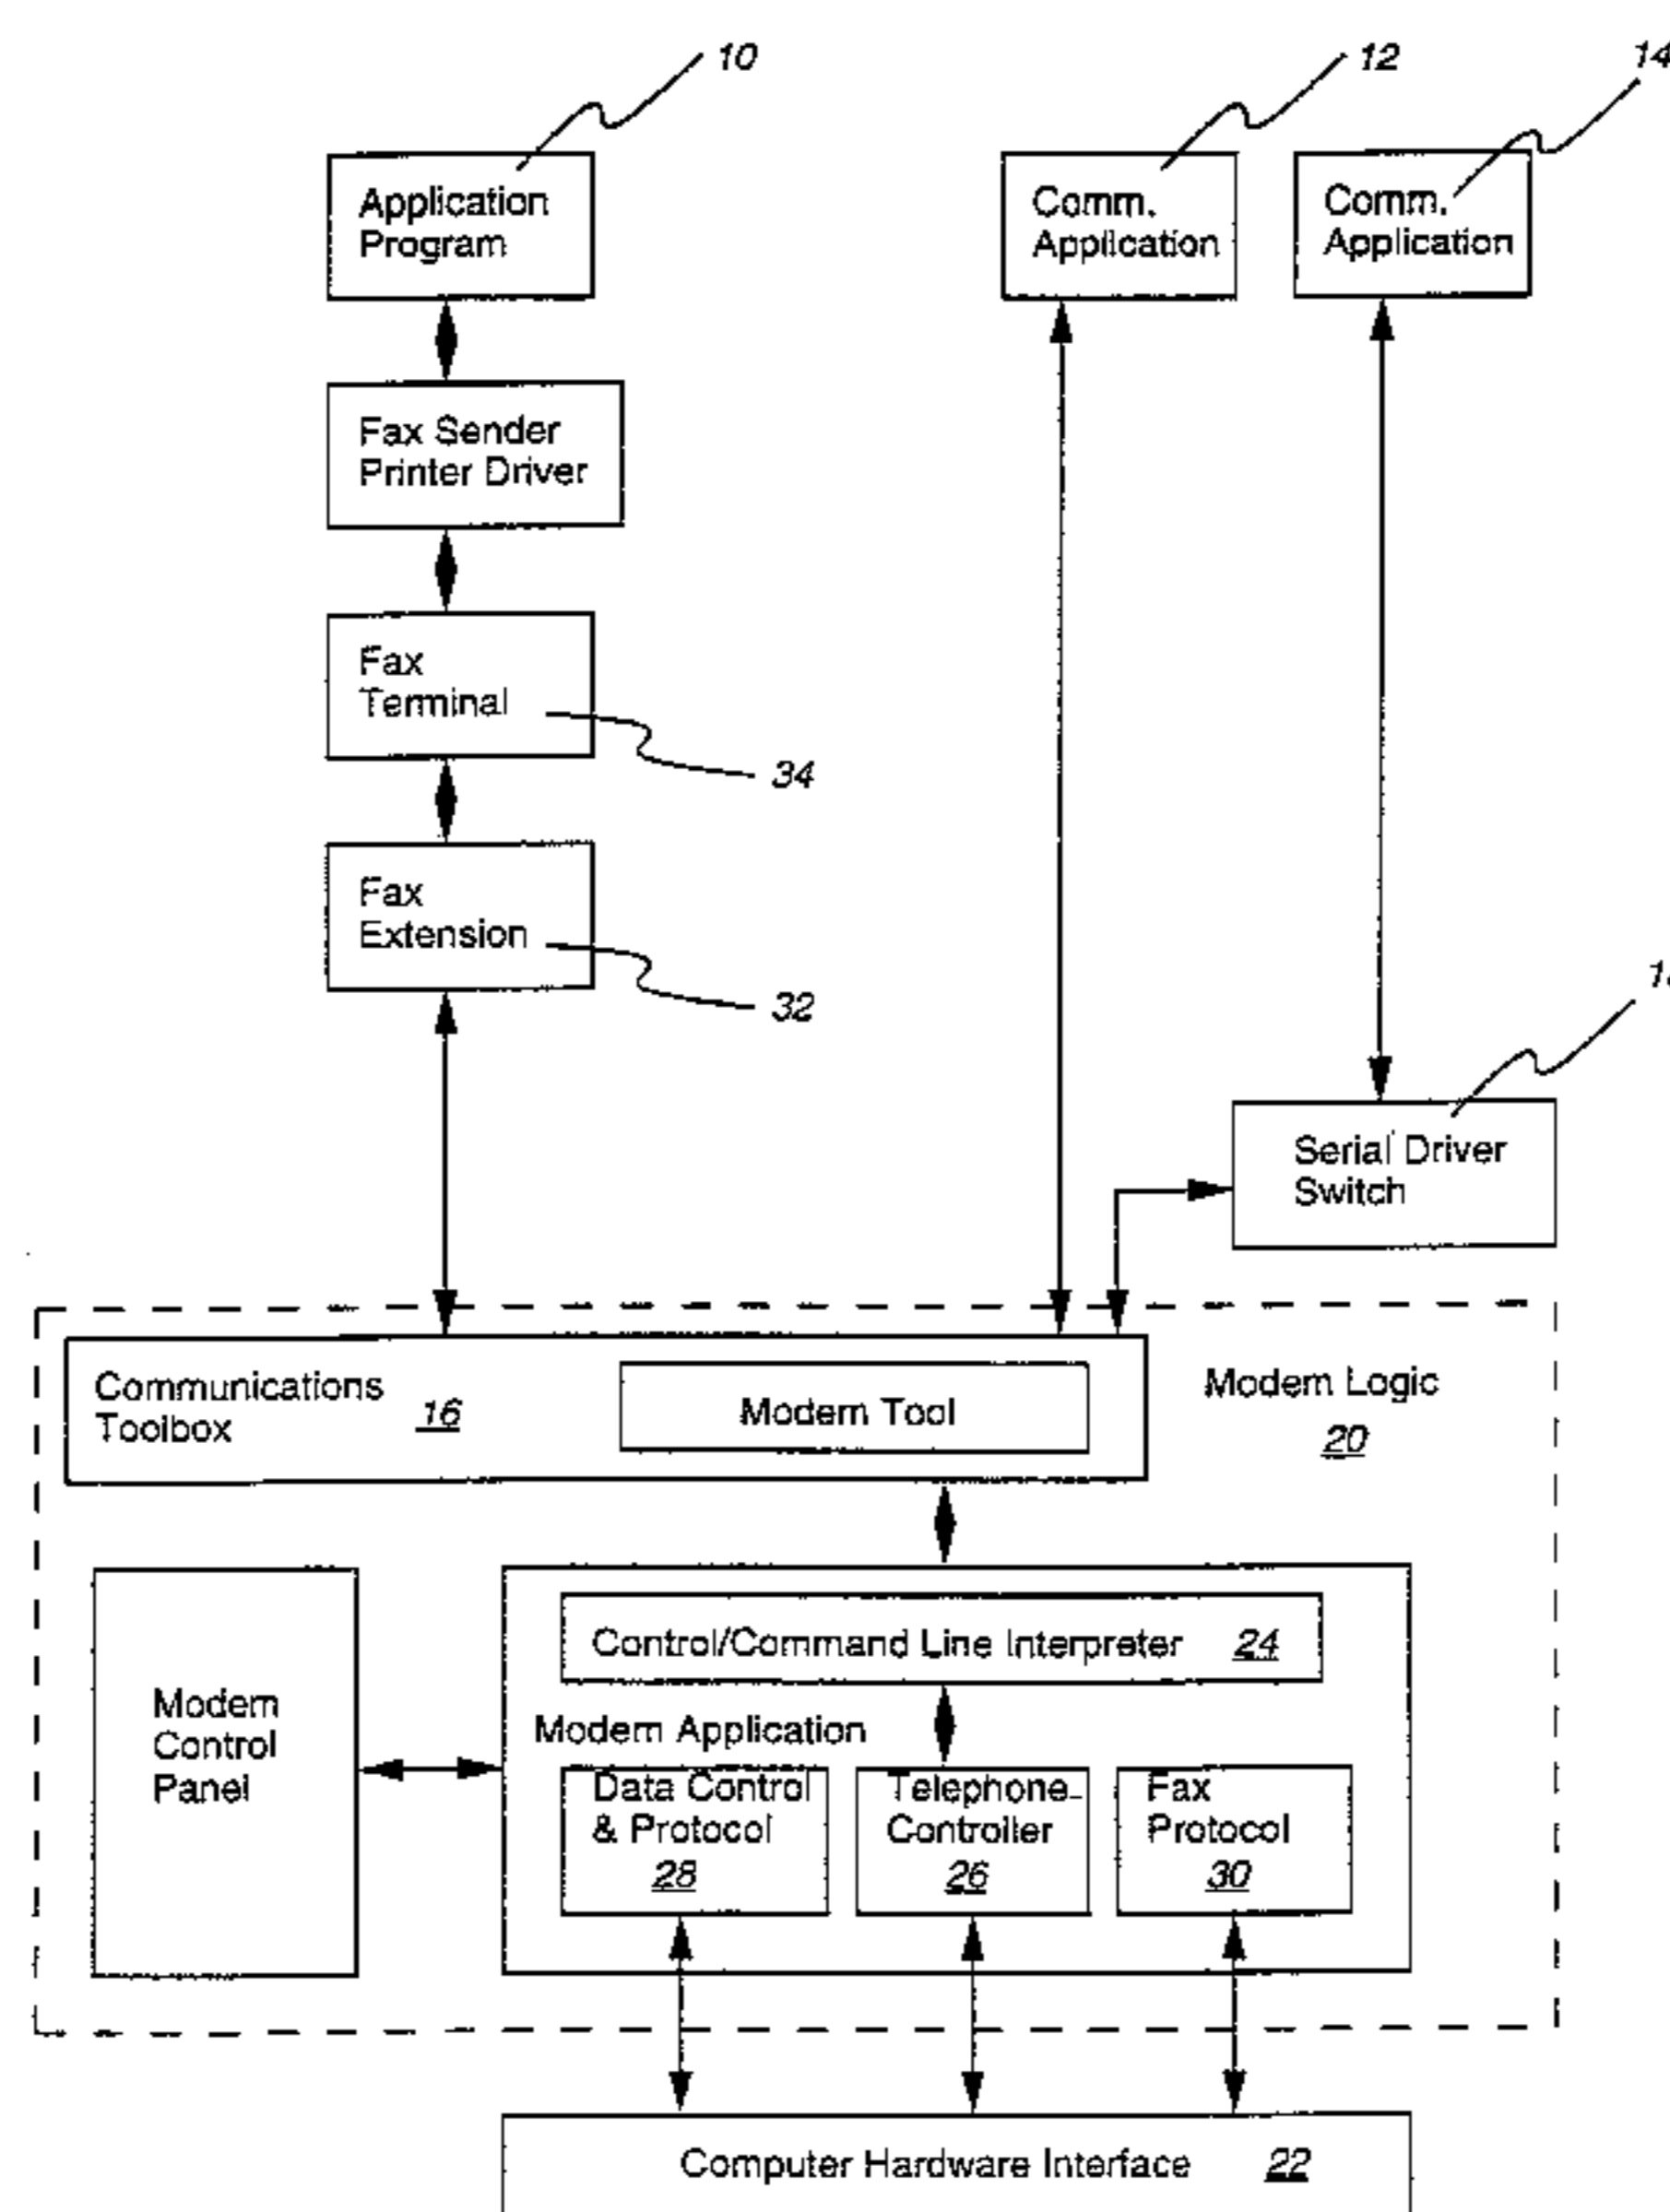 10
12
14
Application
Program
Comm.
Application
Comm.
Application
Fax Sender
Printer Driver
Fax
Terminal
34
Fax
Extension
32
Serial Driver
Switch
Communications
Toolbox
16
Modem Tool
Modem Logic
20
Control/Command Line Interpreter 24
Modem Application
Modem
Control
Panel
Data Control
& Protocol
28
Telephone
Controller
26
Fax
Protocol
30
Computer Hardware Interface 22